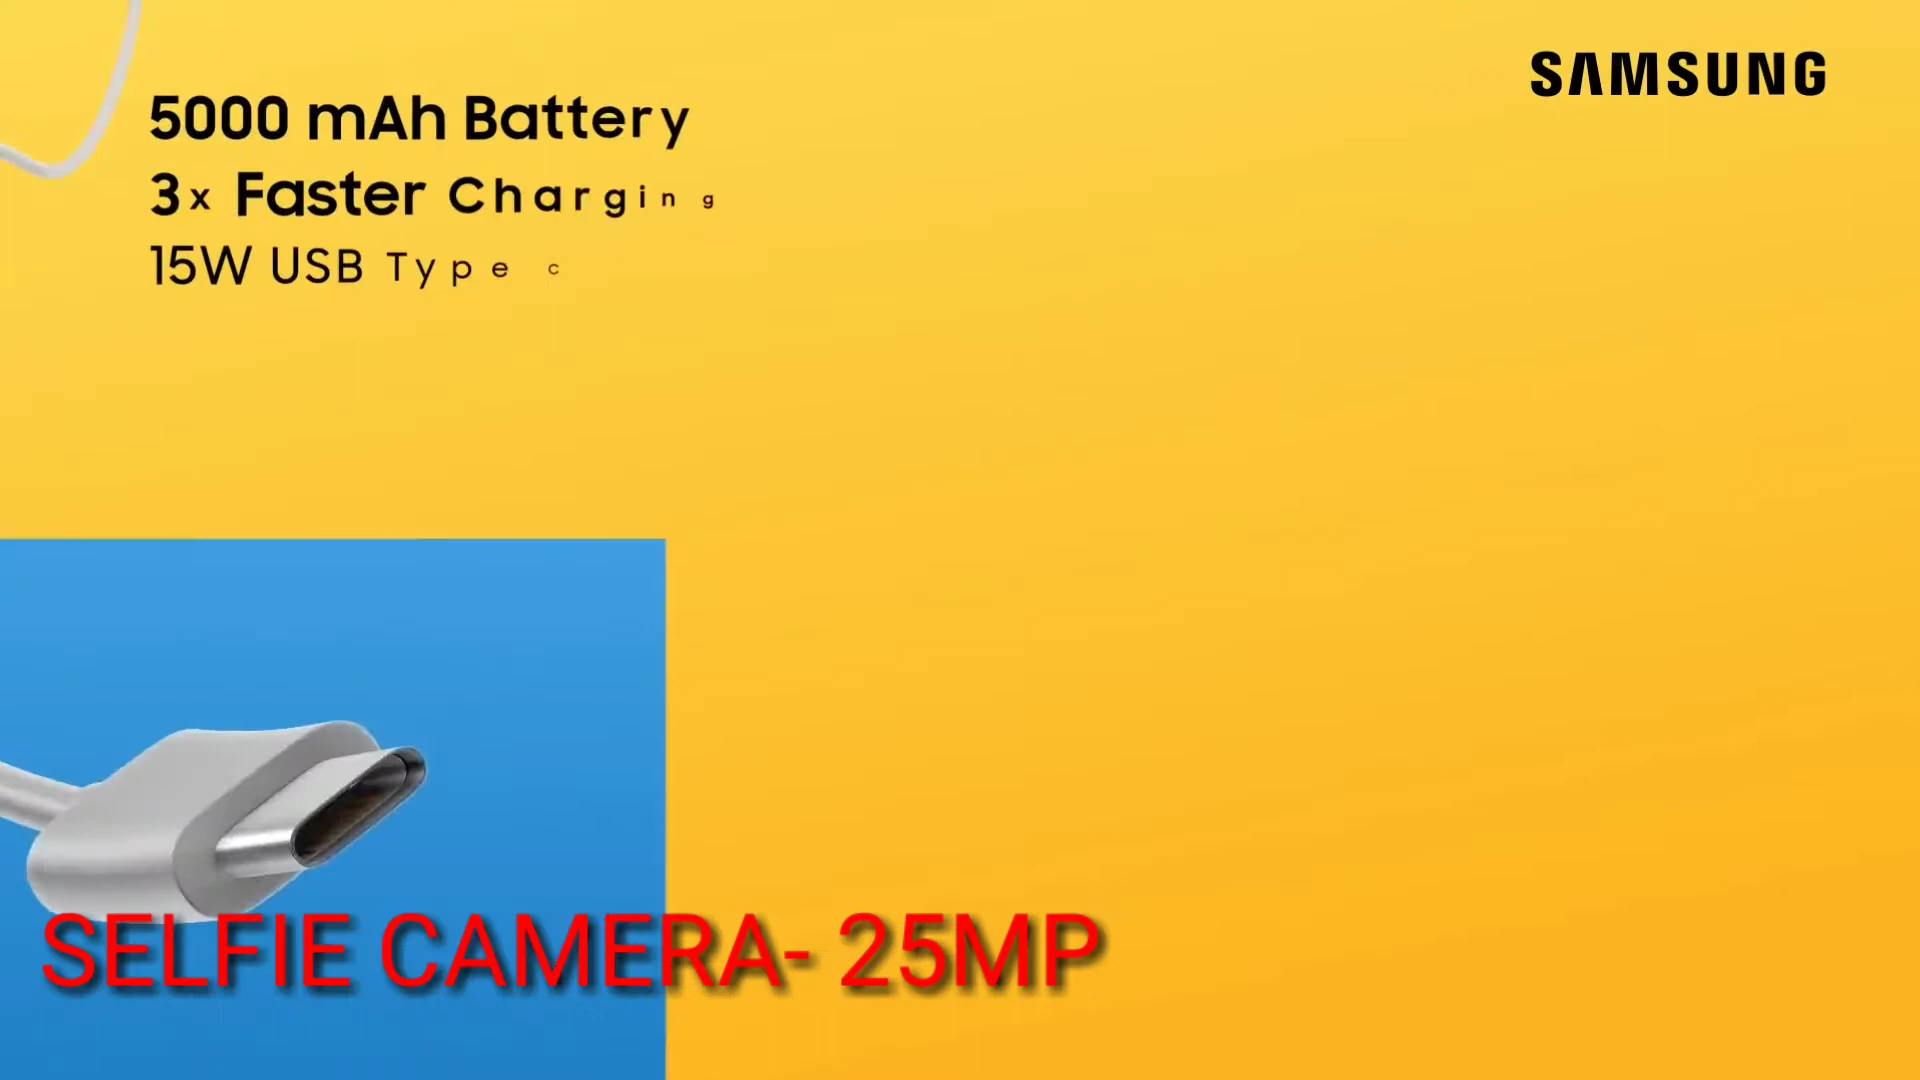 SAMSUNG
5000 mAh Battery
3x Faster Charging
15W USB Type c
SELFIE CAMERA- 25MP